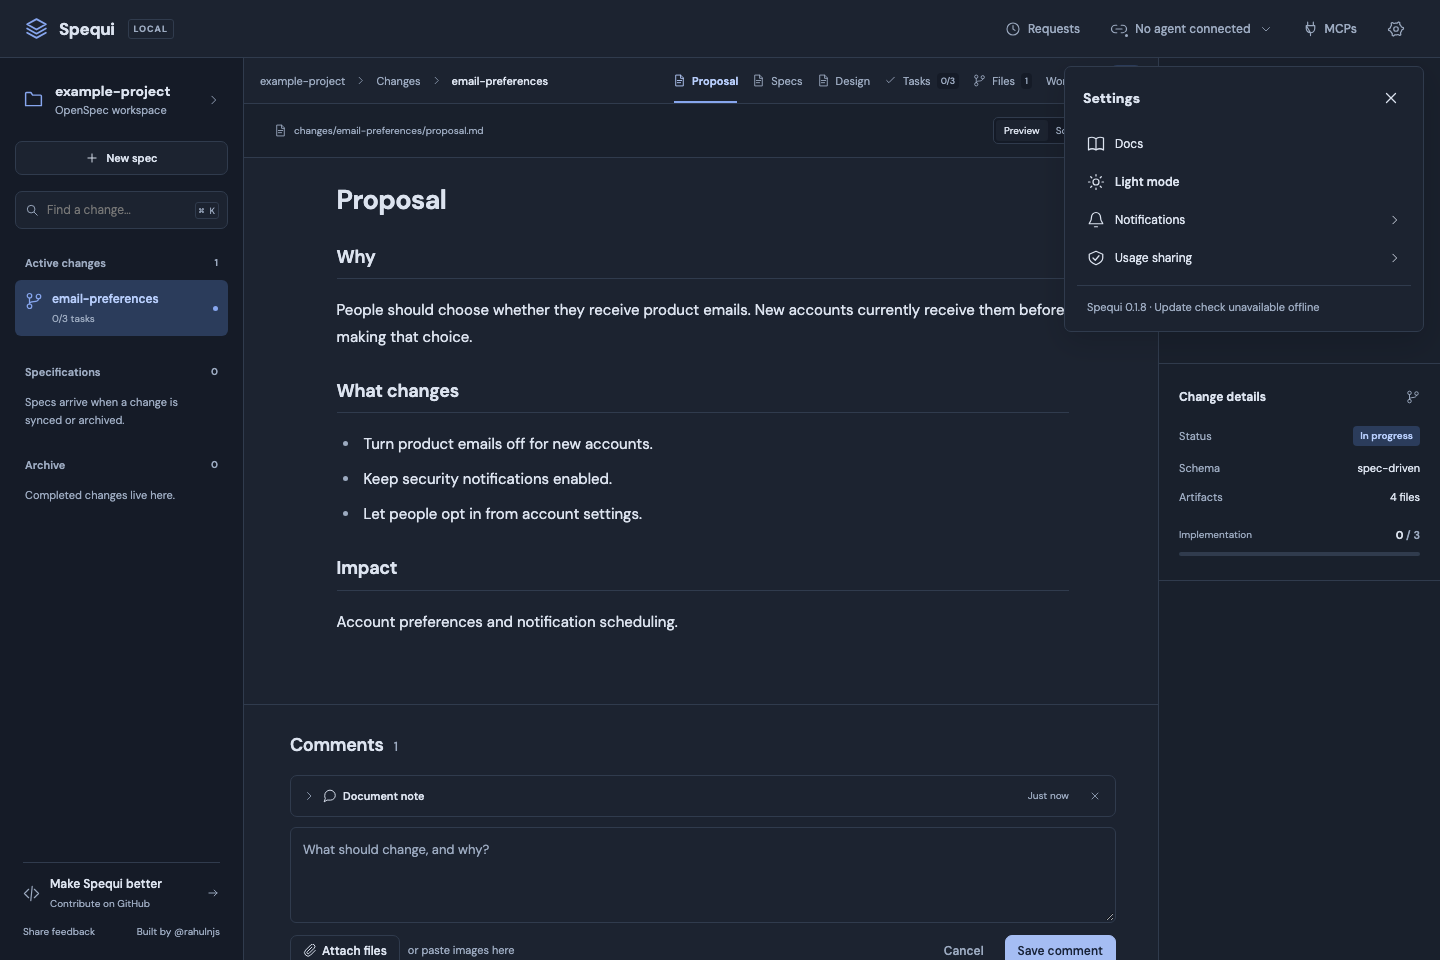 Spequi
LOCAL
Requests
No agent connected
MCPs
example-project
OpenSpec workspace
New spec
Find a change...
⌘ K
Active changes 1
email-preferences
0/3 tasks
Specifications 0
Specs arrive when a change is
synced or archived.
Archive 0
Completed changes live here.
Make Spequi better
Contribute on GitHub
Share feedback
Built by @rahulnjs
example-project
Changes
email-preferences
Proposal
Specs
Design
Tasks 0/3
Files 1
changes/email-preferences/proposal.md
Preview
Proposal
Why
People should choose whether they receive product emails. New accounts currently receive them before
making that choice.
What changes
• Turn product emails off for new accounts.
• Keep security notifications enabled.
• Let people opt in from account settings.
Impact
Account preferences and notification scheduling.
Comments 1
Document note
Just now
What should change, and why?
Attach files
or paste images here
Cancel
Save comment
Settings
Docs
Light mode
Notifications
Usage sharing
Spequi 0.1.8 · Update check unavailable offline
Change details
Status In progress
Schema spec-driven
Artifacts 4 files
Implementation 0 / 3